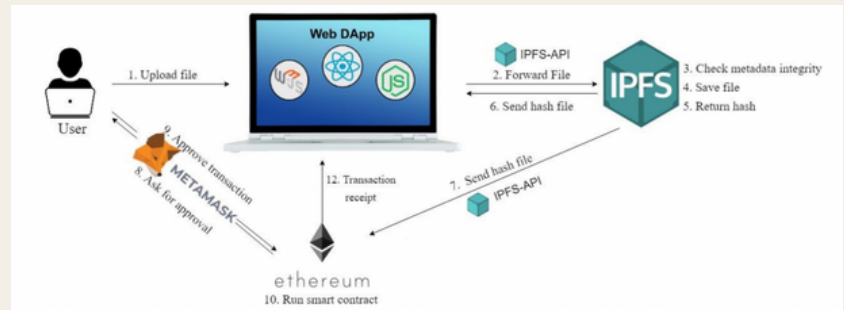 Web DApp
W3JS
JS
User
1. Upload file
IPFS-API
2. Forward File
6. Send hash file
IPFS
3. Check metadata integrity
4. Save file
5. Return hash
9. Approve transaction
METAMASK
8. Ask for approval
12. Transaction
receipt
7. Send hash file
IPFS-API
ethereum
10. Run smart contract